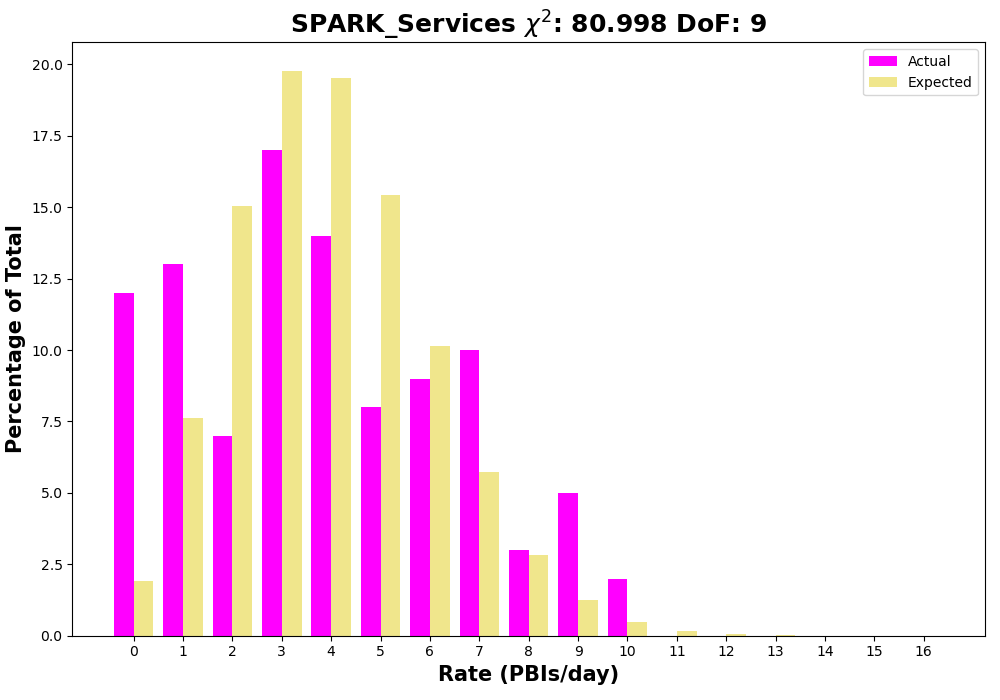 SPARK_Services χ²: 80.998 DoF: 9
Actual
Expected
20.0
17.5
15.0
12.5
10.0
7.5
5.0
2.5
0.0
Percentage of Total
0 1 2 3 4 5 6 7 8 9 10 11 12 13 14 15 16
Rate (PBIs/day)